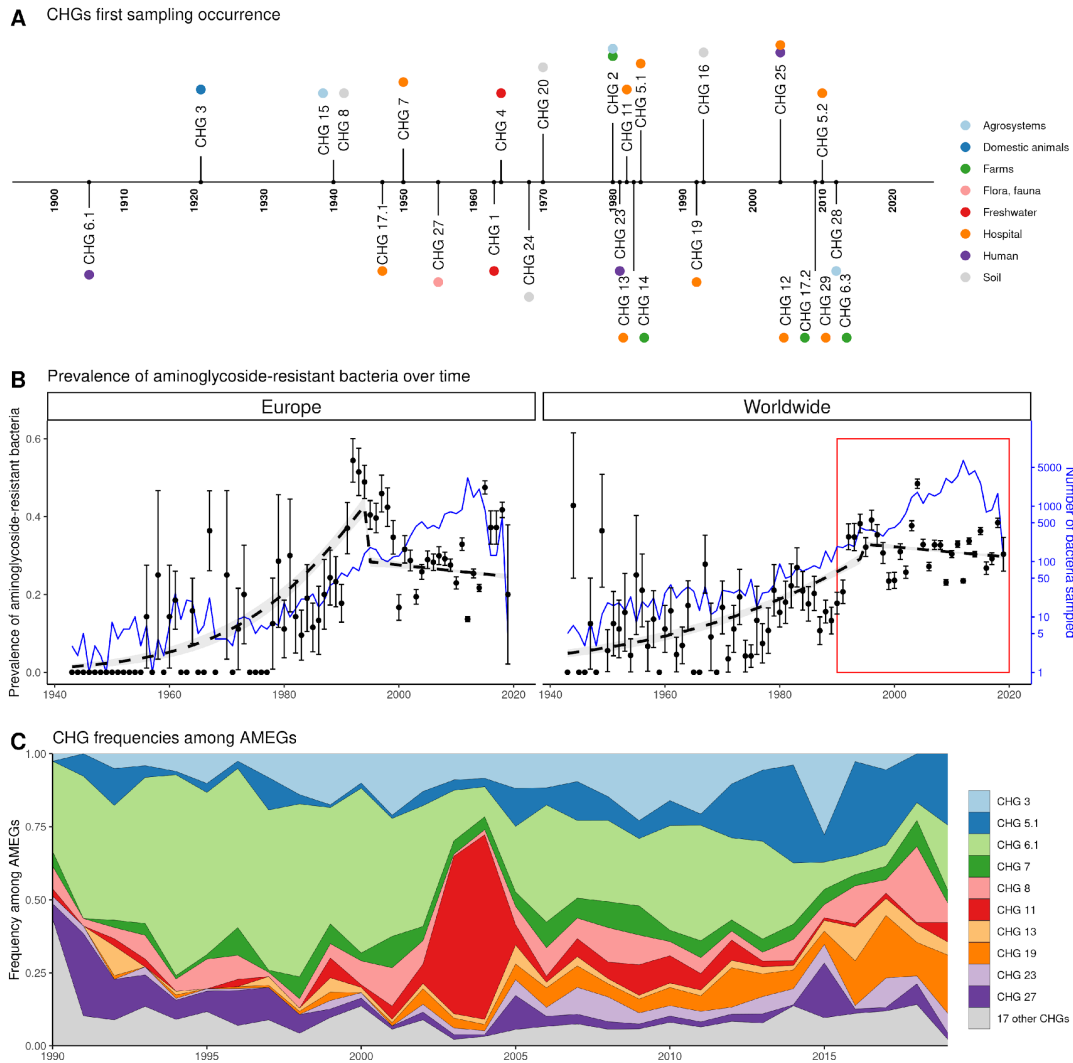 A CHGs first sampling occurrence
CHG 3
CHG 15
CHG 8
CHG 7
CHG 4
CHG 20
CHG 2
CHG 11
CHG 5.1
CHG 16
CHG 25
CHG 5.2
1900 1910 1920 1930 1940 1950 1960 1970 1980 1990 2000 2010 2020
CHG 6.1
CHG 17.1
CHG 27
CHG 1
CHG 24
CHG 23
CHG 13
CHG 14
CHG 19
CHG 12
CHG 17.2
CHG 29
CHG 28
CHG 6.3
Agrosystems
Domestic animals
Farms
Flora, fauna
Freshwater
Hospital
Human
Soil
B Prevalence of aminoglycoside-resistant bacteria over time
Europe
Worldwide
Prevalence of aminoglycoside-resistant bacteria
0.6
0.4
0.2
0.0
1940 1960 1980 2000 2020
1940 1960 1980 2000 2020
5000
1000
500
100
50
10
5
1
Number of bacteria sampled
C CHG frequencies among AMEGs
Frequency among AMEGs
1.00
0.75
0.50
0.25
0.00
1990 1995 2000 2005 2010 2015
CHG 3
CHG 5.1
CHG 6.1
CHG 7
CHG 8
CHG 11
CHG 13
CHG 19
CHG 23
CHG 27
17 other CHGs